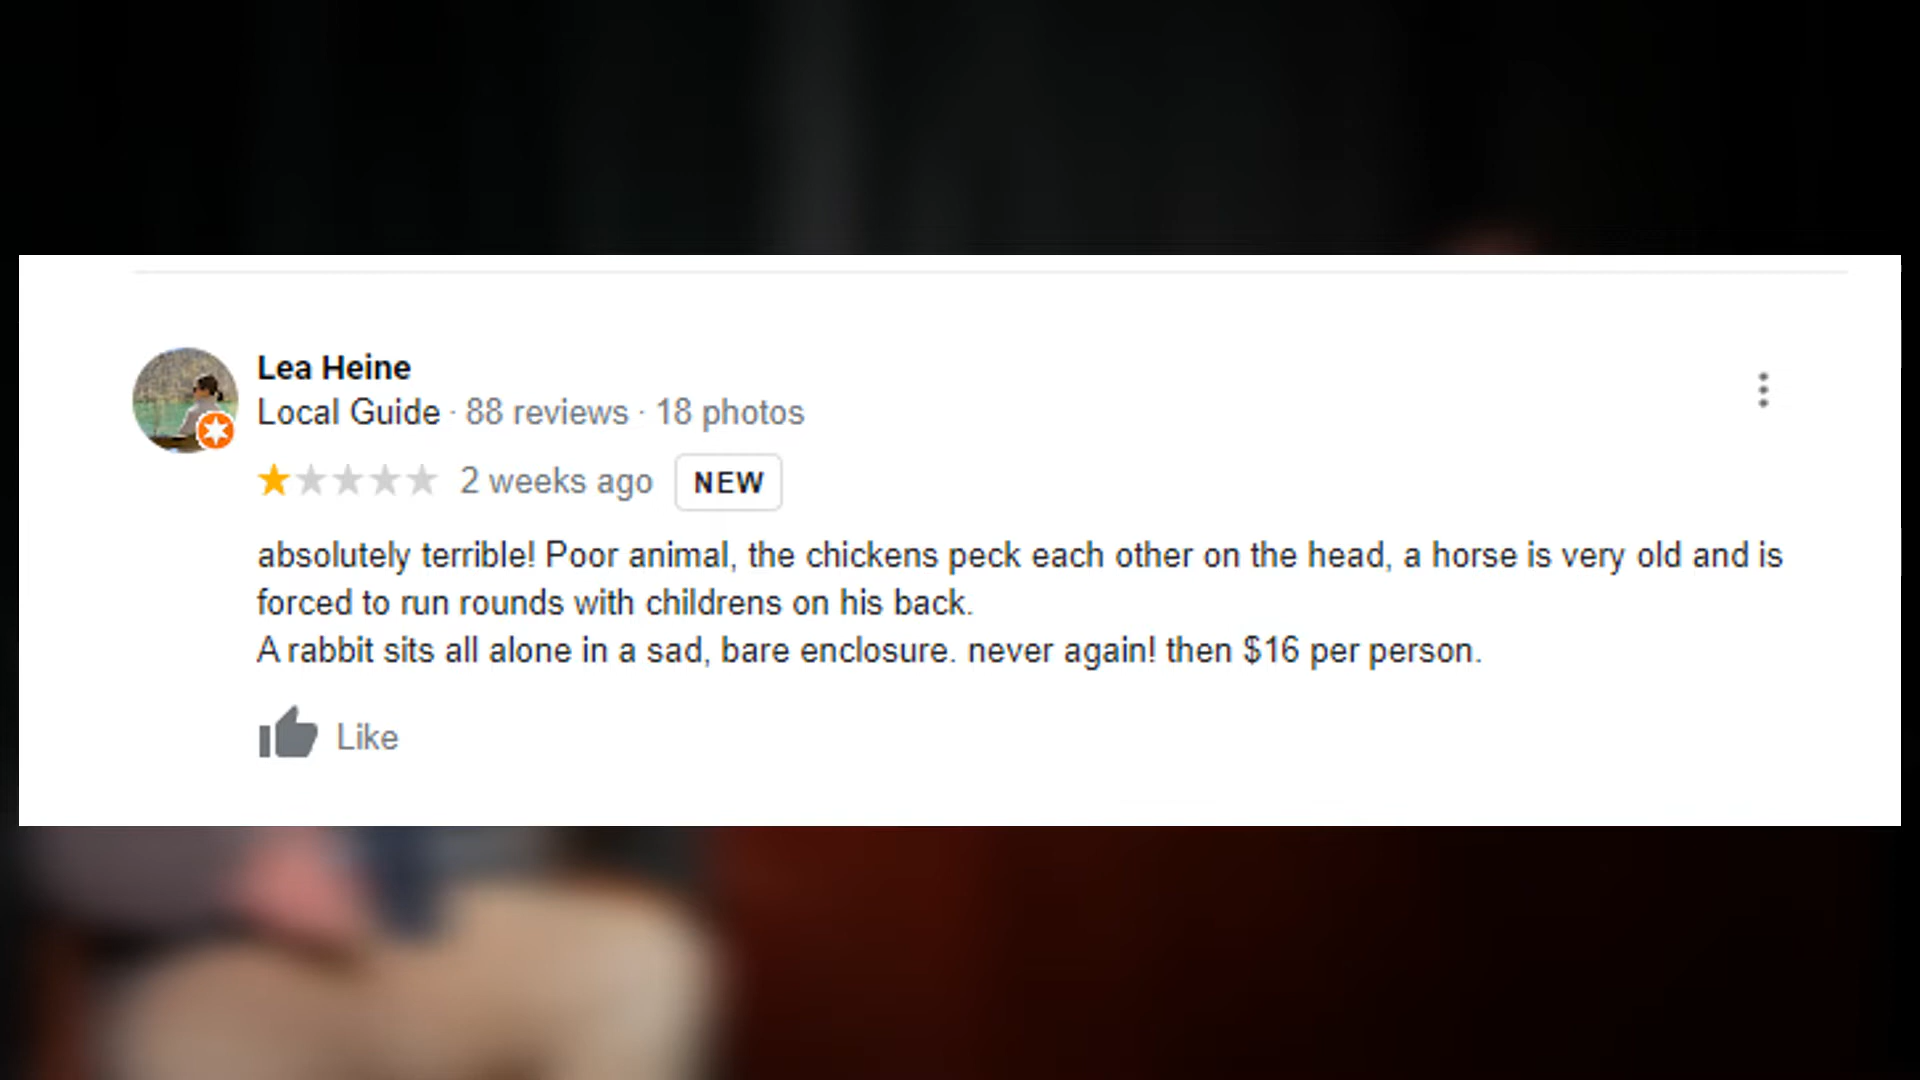 Lea Heine
Local Guide · 88 reviews · 18 photos
2 weeks ago NEW
absolutely terrible! Poor animal, the chickens peck each other on the head, a horse is very old and is
forced to run rounds with childrens on his back.
A rabbit sits all alone in a sad, bare enclosure. never again! then $16 per person.
Like